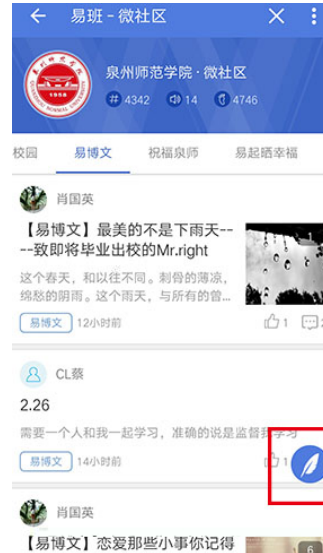 易班 - 微社区
泉州师范学院 · 微社区
# 4342 14 4746
校园 易博文 祝福泉师 易起晒幸福
肖国英
【易博文】最美的不是下雨天--
--致即将毕业出校的Mr.right
这个春天，和以往不同。刺骨的薄凉，
绵愁的阴雨。这个雨天，与所有的曾...
易博文 12小时前 1
CL蔡
2.26
需要一个人和我一起学习，准确的说是监督我学习
易博文 14小时前 1
肖国英
【易博文】恋爱那些小事你记得
6